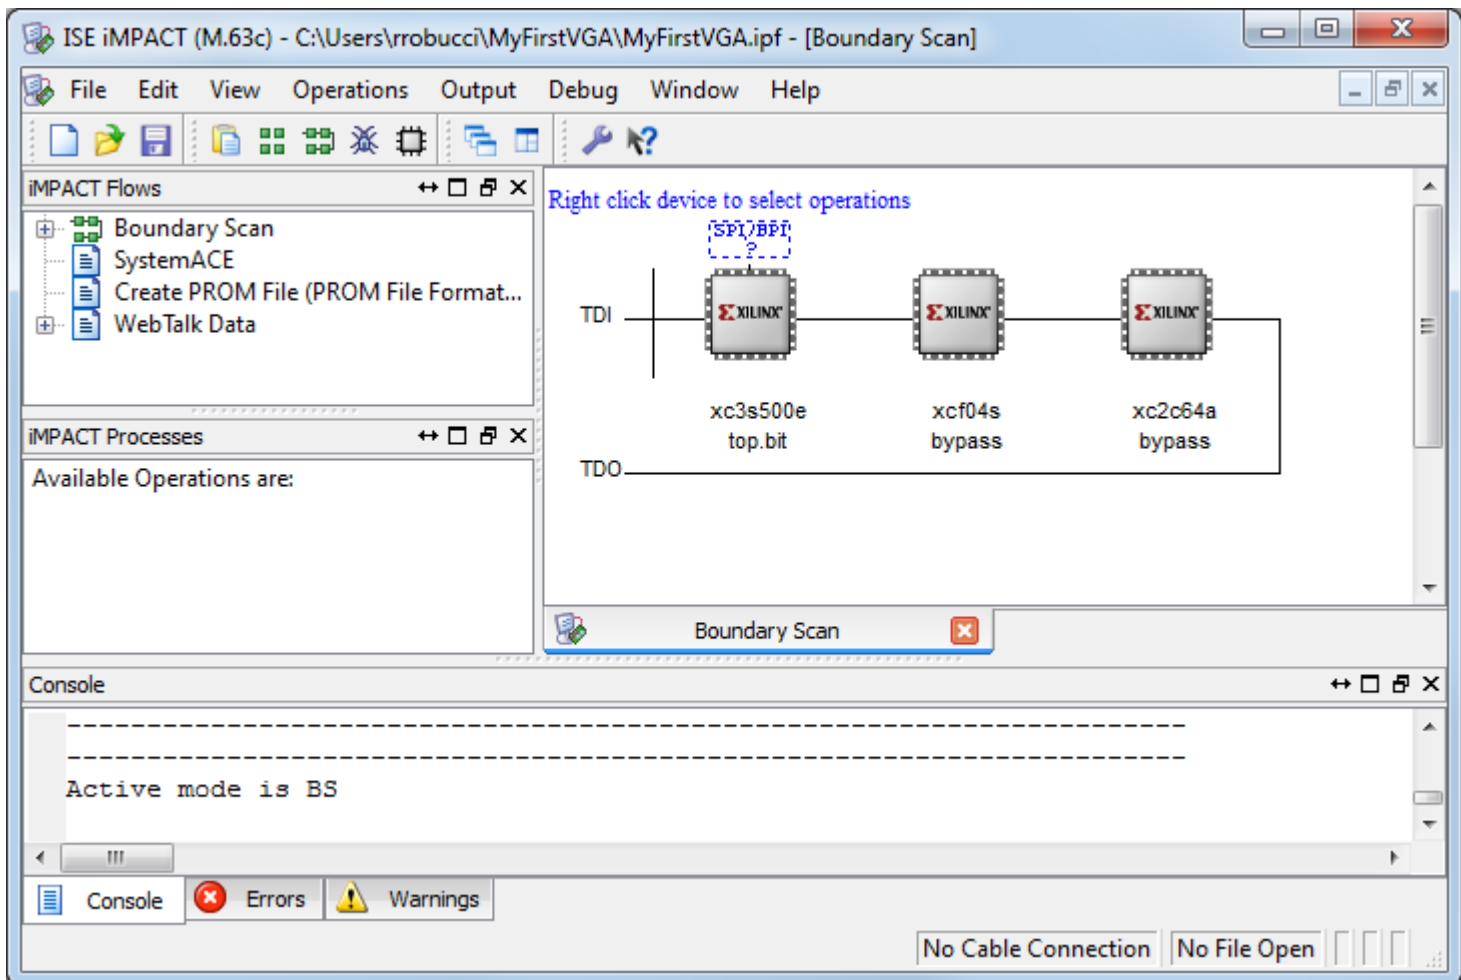 ISE iMPACT (M.63c) - C:\Users\rrobucci\MyFirstVGA\MyFirstVGA.ipf - [Boundary Scan]
File Edit View Operations Output Debug Window Help
iMPACT Flows
Boundary Scan
SystemACE
Create PROM File (PROM File Format...
WebTalk Data
iMPACT Processes
Available Operations are:
Right click device to select operations
SPI/BPI
?
TDI
XILINX XILINX XILINX
xc3s500e xcf04s xc2c64a
top.bit bypass bypass
TDO
Boundary Scan
Console
----------------------------------------------------------------------
----------------------------------------------------------------------
Active mode is BS
Console Errors Warnings
No Cable Connection No File Open